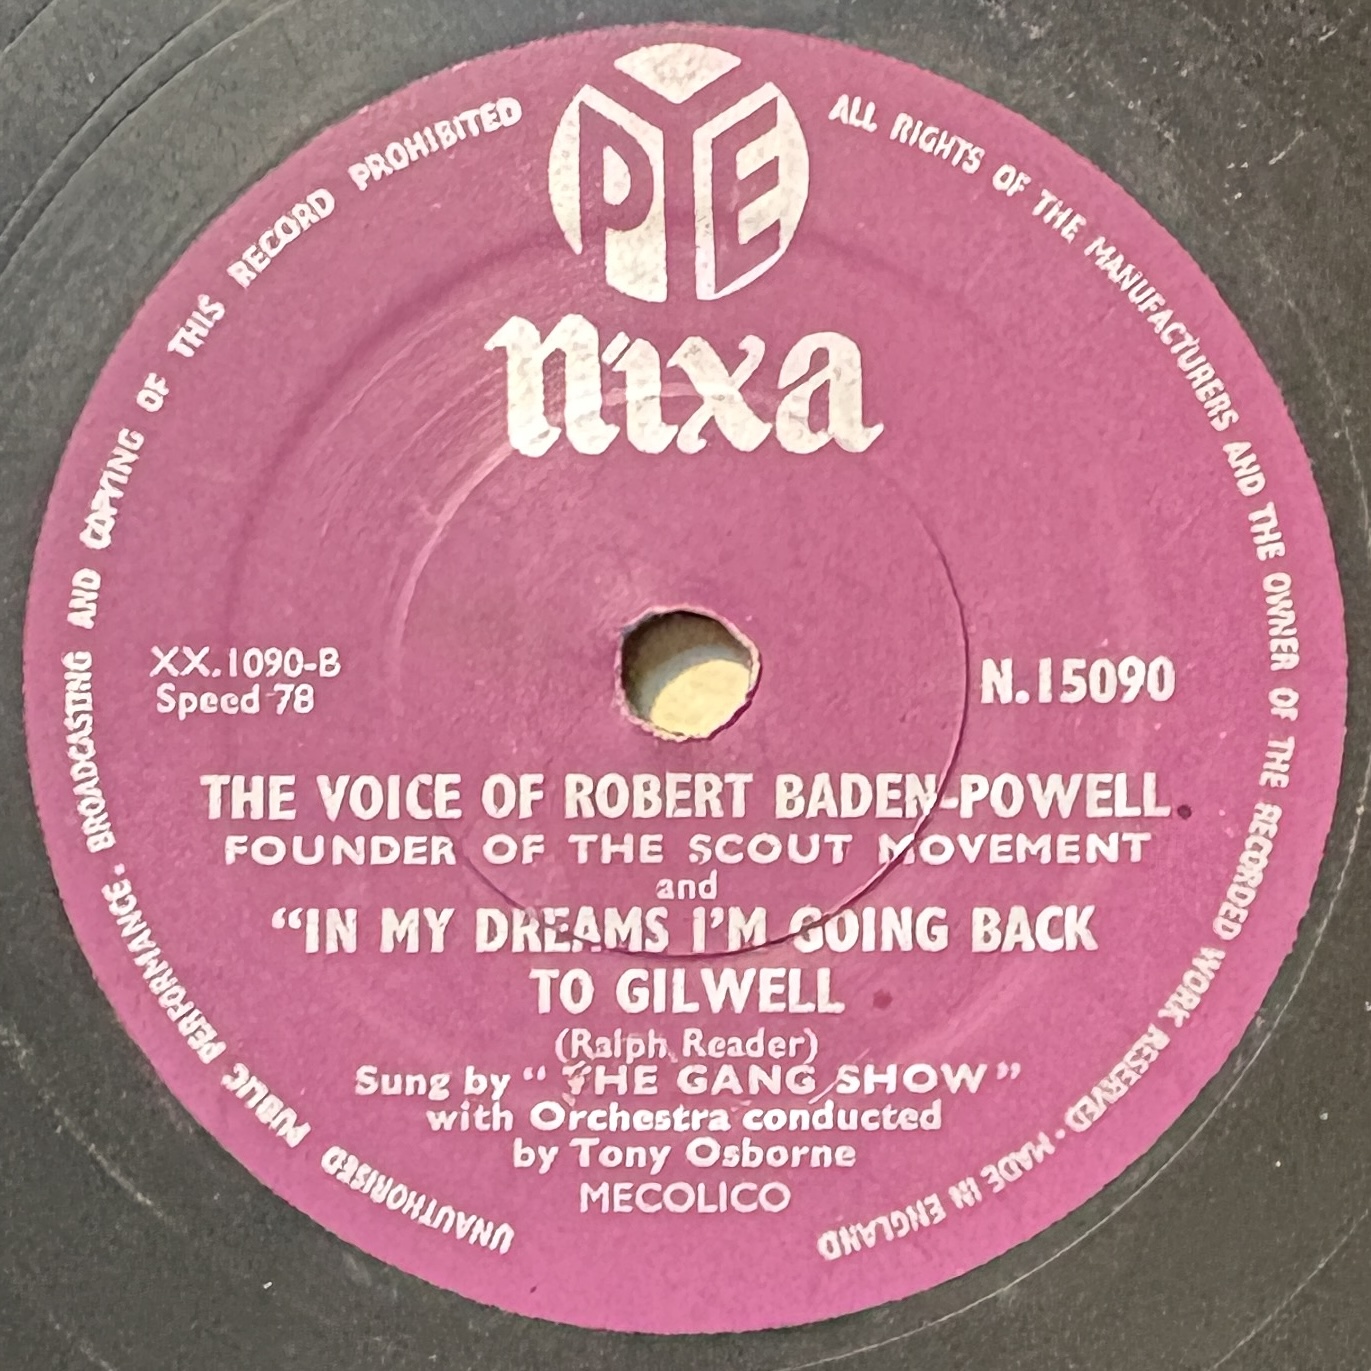 PYE
nixa
UNAUTHORISED PUBLIC PERFORMANCE. BROADCASTING AND COPYING OF THIS RECORD PROHIBITED
ALL RIGHTS OF THE MANUFACTURERS AND THE OWNER OF THE RECORDED WORK RESERVED · MADE IN ENGLAND
XX.1090-B
Speed 78
N.15090
THE VOICE OF ROBERT BADEN-POWELL
FOUNDER OF THE SCOUT MOVEMENT
and
“IN MY DREAMS I’M GOING BACK
TO GILWELL
(Ralph Reader)
Sung by “ THE GANG SHOW ”
with Orchestra conducted
by Tony Osborne
MECOLICO